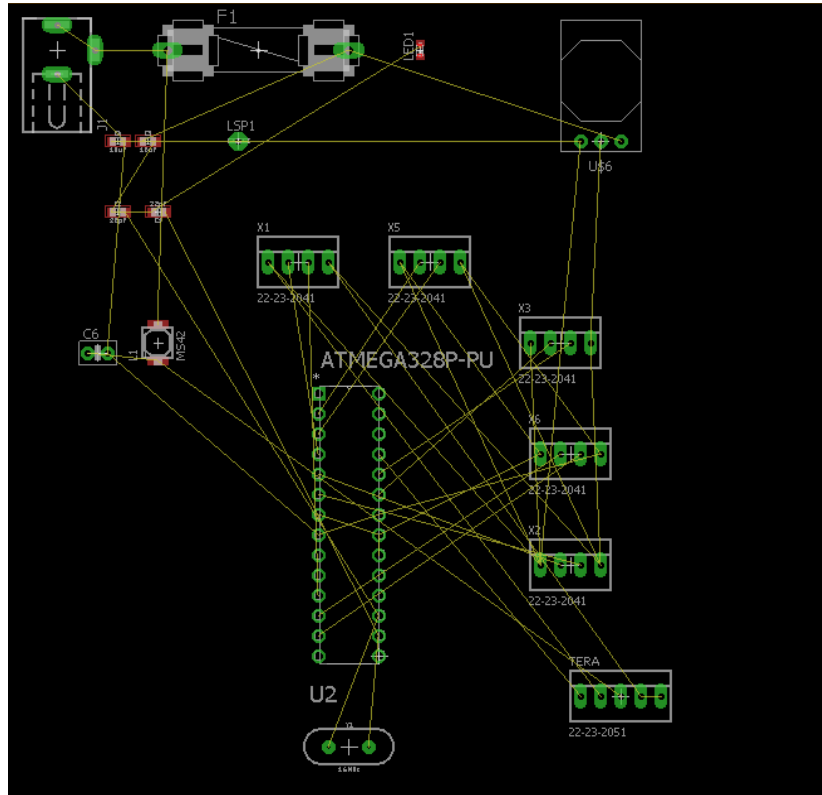 F1
LED1
J1
LSP1
US6
X1
X5
22-23-2041
22-23-2041
X3
C6
MS42
ATMEGA328P-PU
22-23-2041
*
X6
22-23-2041
X2
22-23-2041
TERA
U2
22-23-2051
16MHz